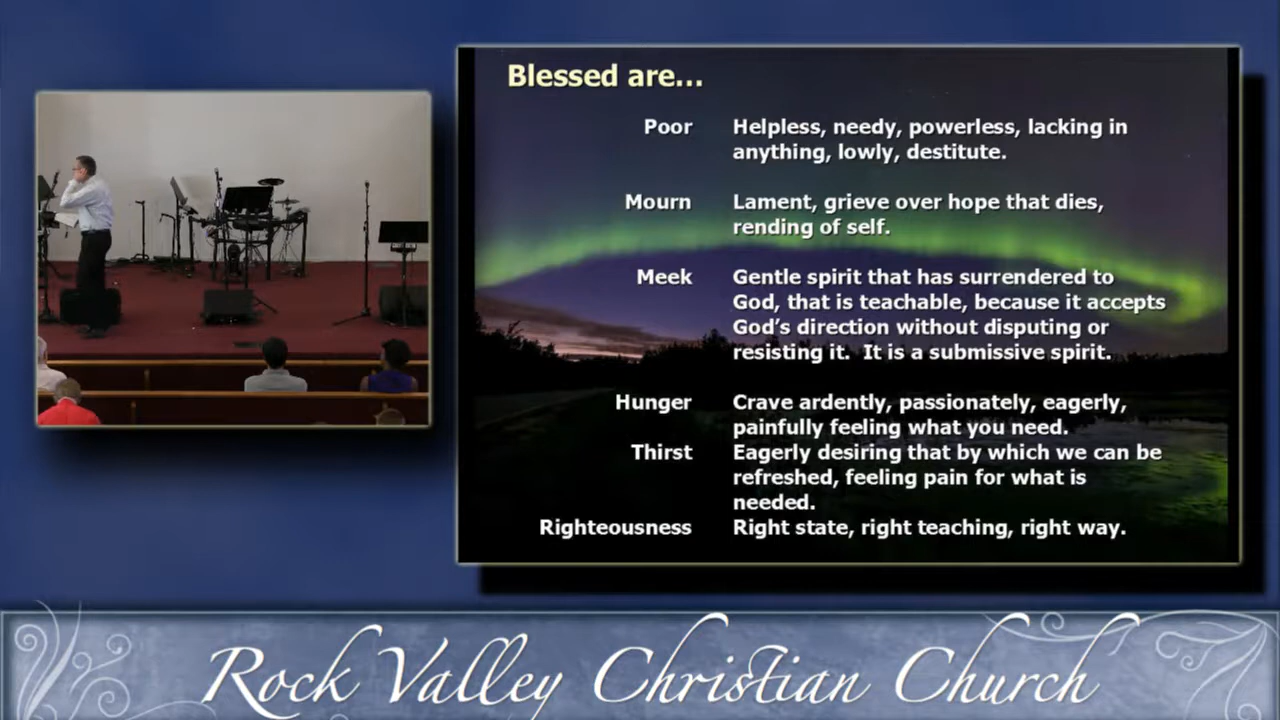 Blessed are...
Poor Helpless, needy, powerless, lacking in
anything, lowly, destitute.
Mourn Lament, grieve over hope that dies,
rending of self.
Meek Gentle spirit that has surrendered to
God, that is teachable, because it accepts
God's direction without disputing or
resisting it. It is a submissive spirit.
Hunger Crave ardently, passionately, eagerly,
painfully feeling what you need.
Thirst Eagerly desiring that by which we can be
refreshed, feeling pain for what is
needed.
Righteousness Right state, right teaching, right way.
Rock Valley Christian Church